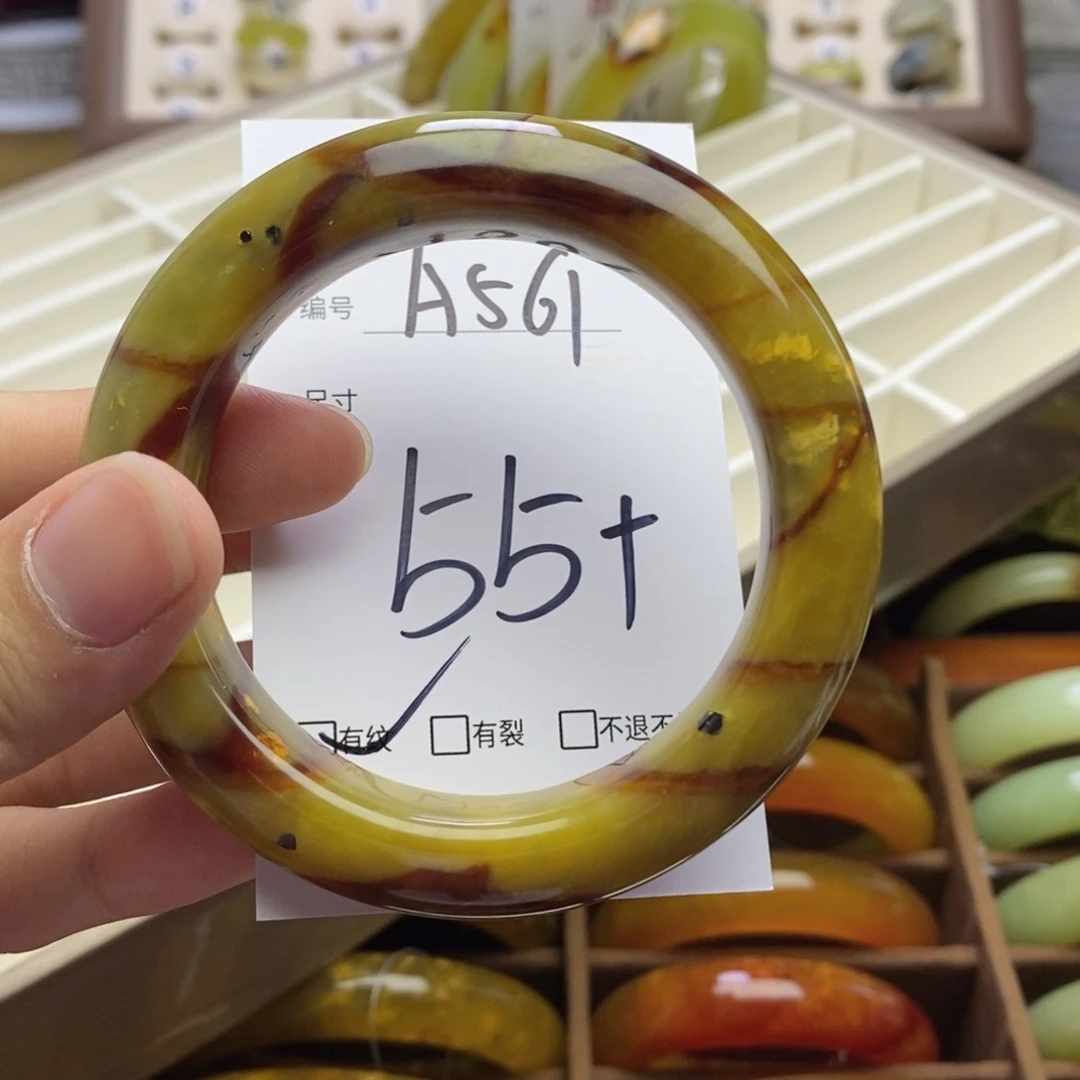 编号 A561
尺寸
55+
有纹 有裂 不退不